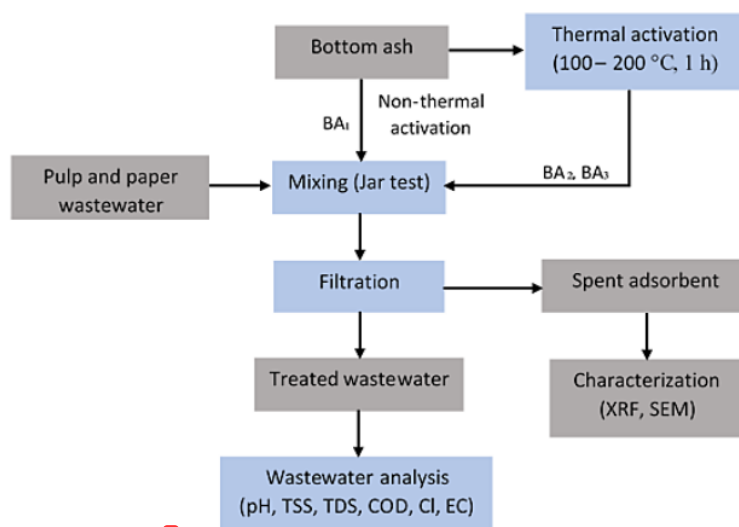 Bottom ash
Thermal activation
(100 – 200 °C, 1 h)
BA₁
Non-thermal
activation
Pulp and paper
wastewater
Mixing (Jar test)
BA₂, BA₃
Filtration
Spent adsorbent
Treated wastewater
Characterization
(XRF, SEM)
Wastewater analysis
(pH, TSS, TDS, COD, Cl, EC)